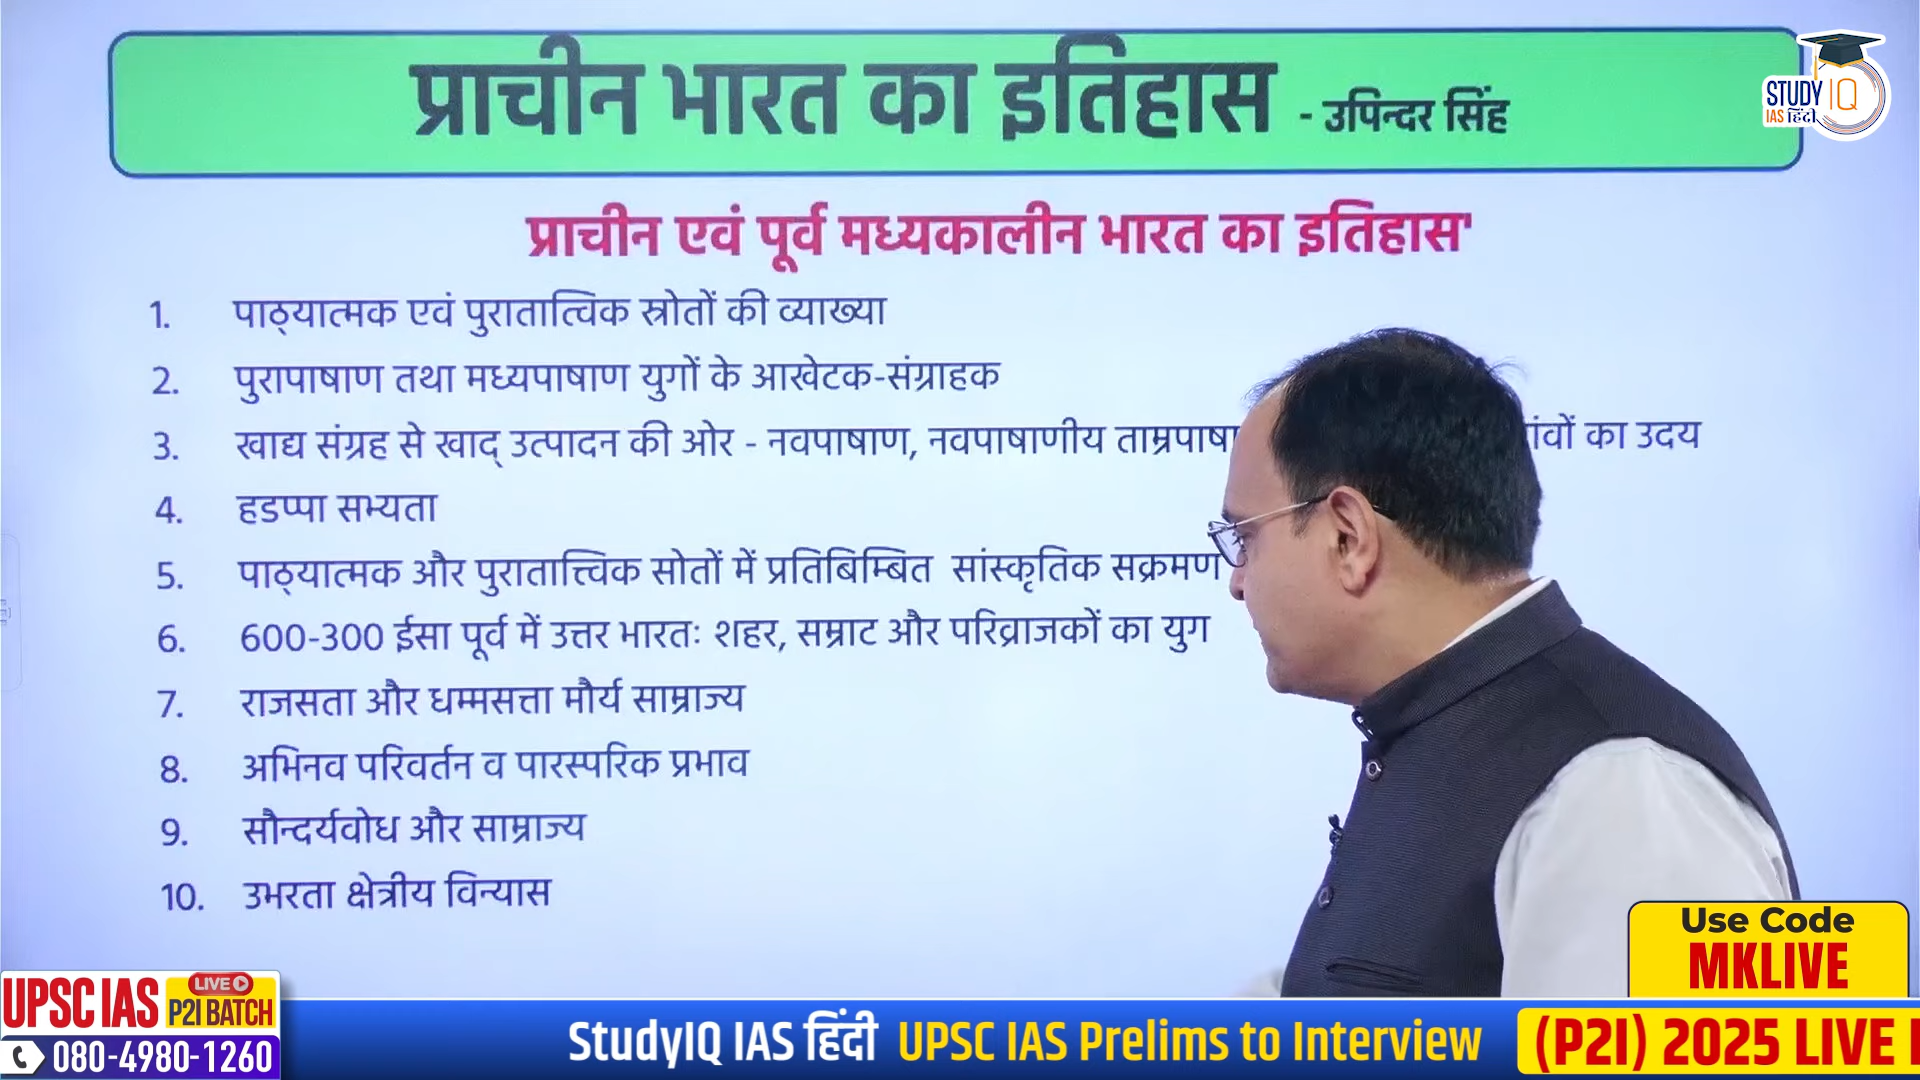 प्राचीन भारत का इतिहास - उपिन्दर सिंह
STUDY IQ
IAS हिंदी
प्राचीन एवं पूर्व मध्यकालीन भारत का इतिहास'
1. पाठ्यात्मक एवं पुरातात्विक स्रोतों की व्याख्या
2. पुरापाषाण तथा मध्यपाषाण युगों के आखेटक-संग्राहक
3. खाद्य संग्रह से खाद् उत्पादन की ओर - नवपाषाण, नवपाषाणीय का उदय
4. हडप्पा सभ्यता
5. पाठ्यात्मक और पुरातात्त्विक सोतों में प्रतिबिम्बित सांस्कृतिक सक्रमण
6. 600-300 ईसा पूर्व में उत्तर भारतः शहर, सम्राट और परिव्राजकों का युग
7. राजसता और धम्मसत्ता मौर्य साम्राज्य
8. अभिनव परिवर्तन व पारस्परिक प्रभाव
9. सौन्दर्यवोध और साम्राज्य
10. उभरता क्षेत्रीय विन्यास
Use Code
MKLIVE
UPSC IAS LIVE
P2I BATCH
080-4980-1260
StudyIQ IAS हिंदी UPSC IAS Prelims to Interview (P2I) 2025 LIVE